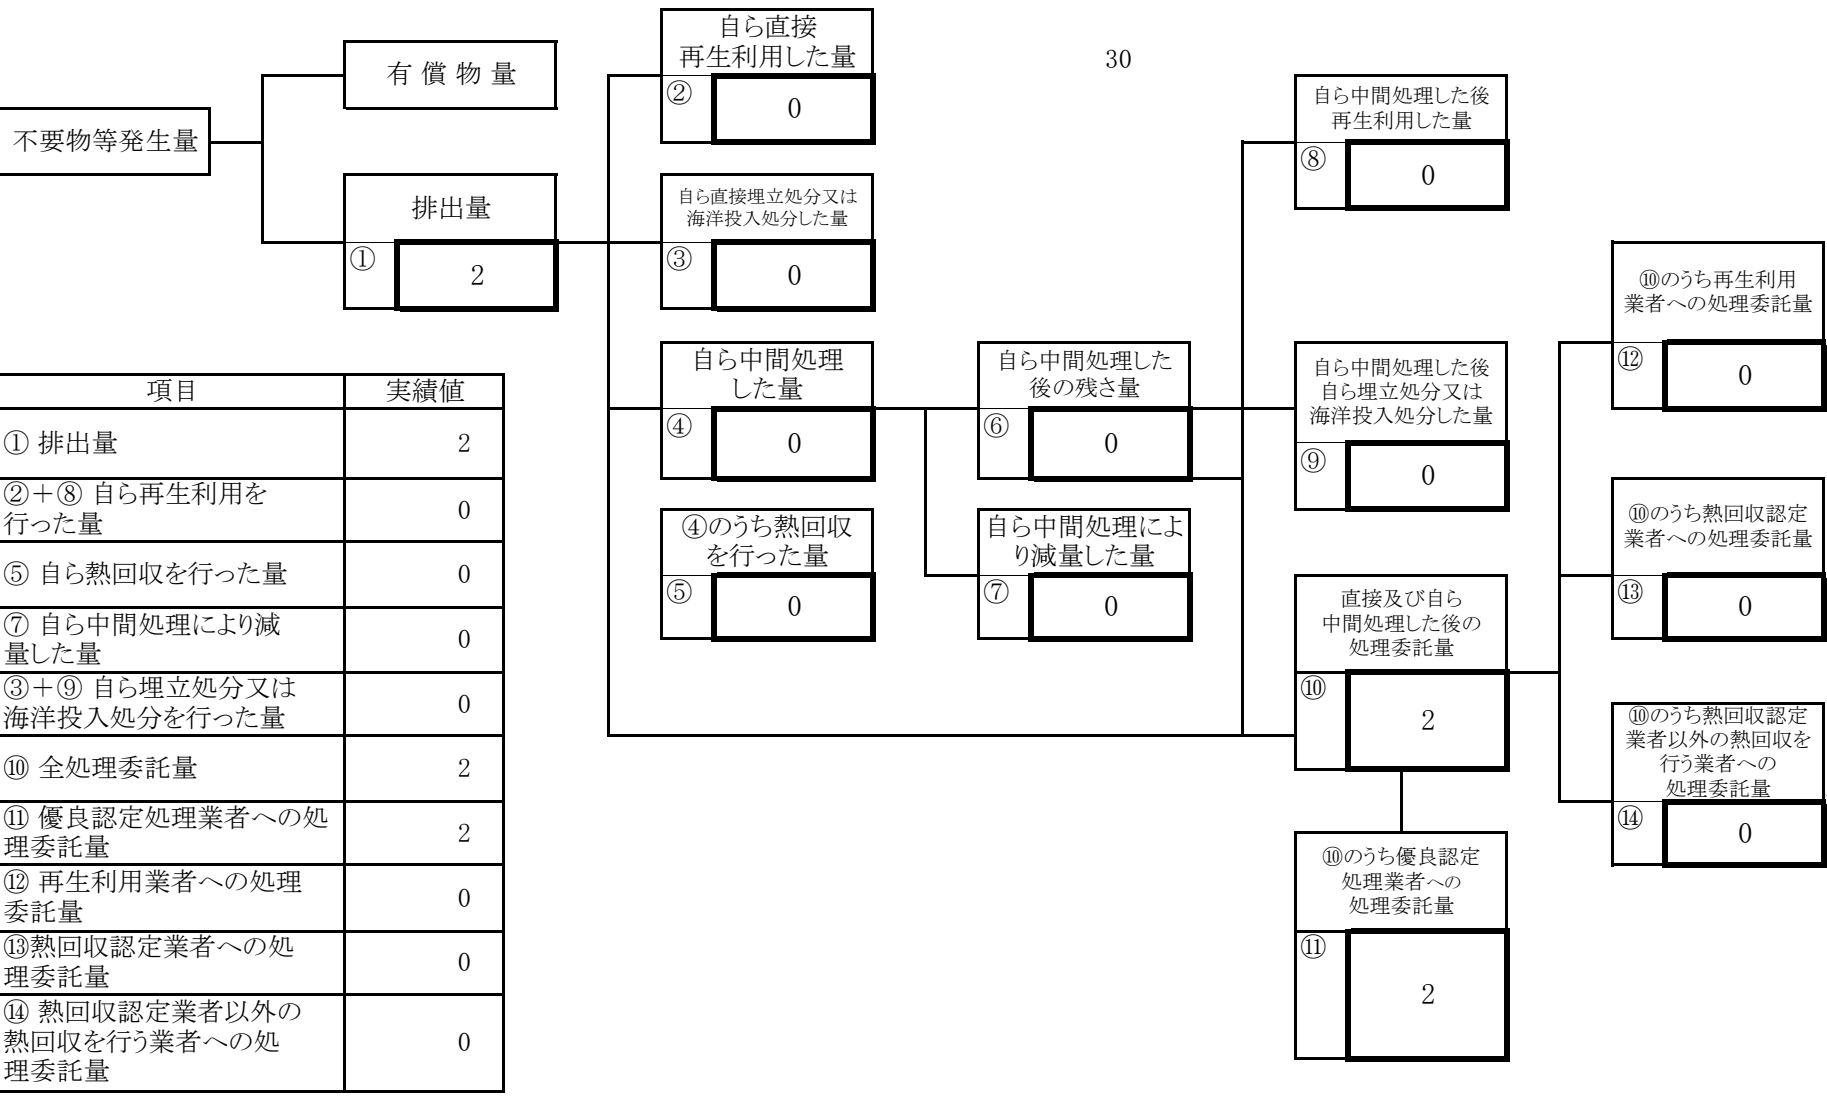 30
不要物等発生量
有 償 物 量
排出量
①
2
自ら直接
再生利用した量
②
0
自ら直接埋立処分又は
海洋投入処分した量
③
0
自ら中間処理
した量
④
0
④のうち熱回収
を行った量
⑤
0
自ら中間処理した
後の残さ量
⑥
0
自ら中間処理によ
り減量した量
⑦
0
自ら中間処理した後
再生利用した量
⑧
0
自ら中間処理した後
自ら埋立処分又は
海洋投入処分した量
⑨
0
直接及び自ら
中間処理した後の
処理委託量
⑩
2
⑩のうち優良認定
処理業者への
処理委託量
⑪
2
⑩のうち再生利用
業者への処理委託量
⑫
0
⑩のうち熱回収認定
業者への処理委託量
⑬
0
⑩のうち熱回収認定
業者以外の熱回収を
行う業者への
処理委託量
⑭
0
項目 実績値
① 排出量 2
②＋⑧ 自ら再生利用を
行った量 0
⑤ 自ら熱回収を行った量 0
⑦ 自ら中間処理により減
量した量 0
③＋⑨ 自ら埋立処分又は
海洋投入処分を行った量 0
⑩ 全処理委託量 2
⑪ 優良認定処理業者への処
理委託量 2
⑫ 再生利用業者への処理
委託量 0
⑬熱回収認定業者への処
理委託量 0
⑭ 熱回収認定業者以外の
熱回収を行う業者への処
理委託量 0